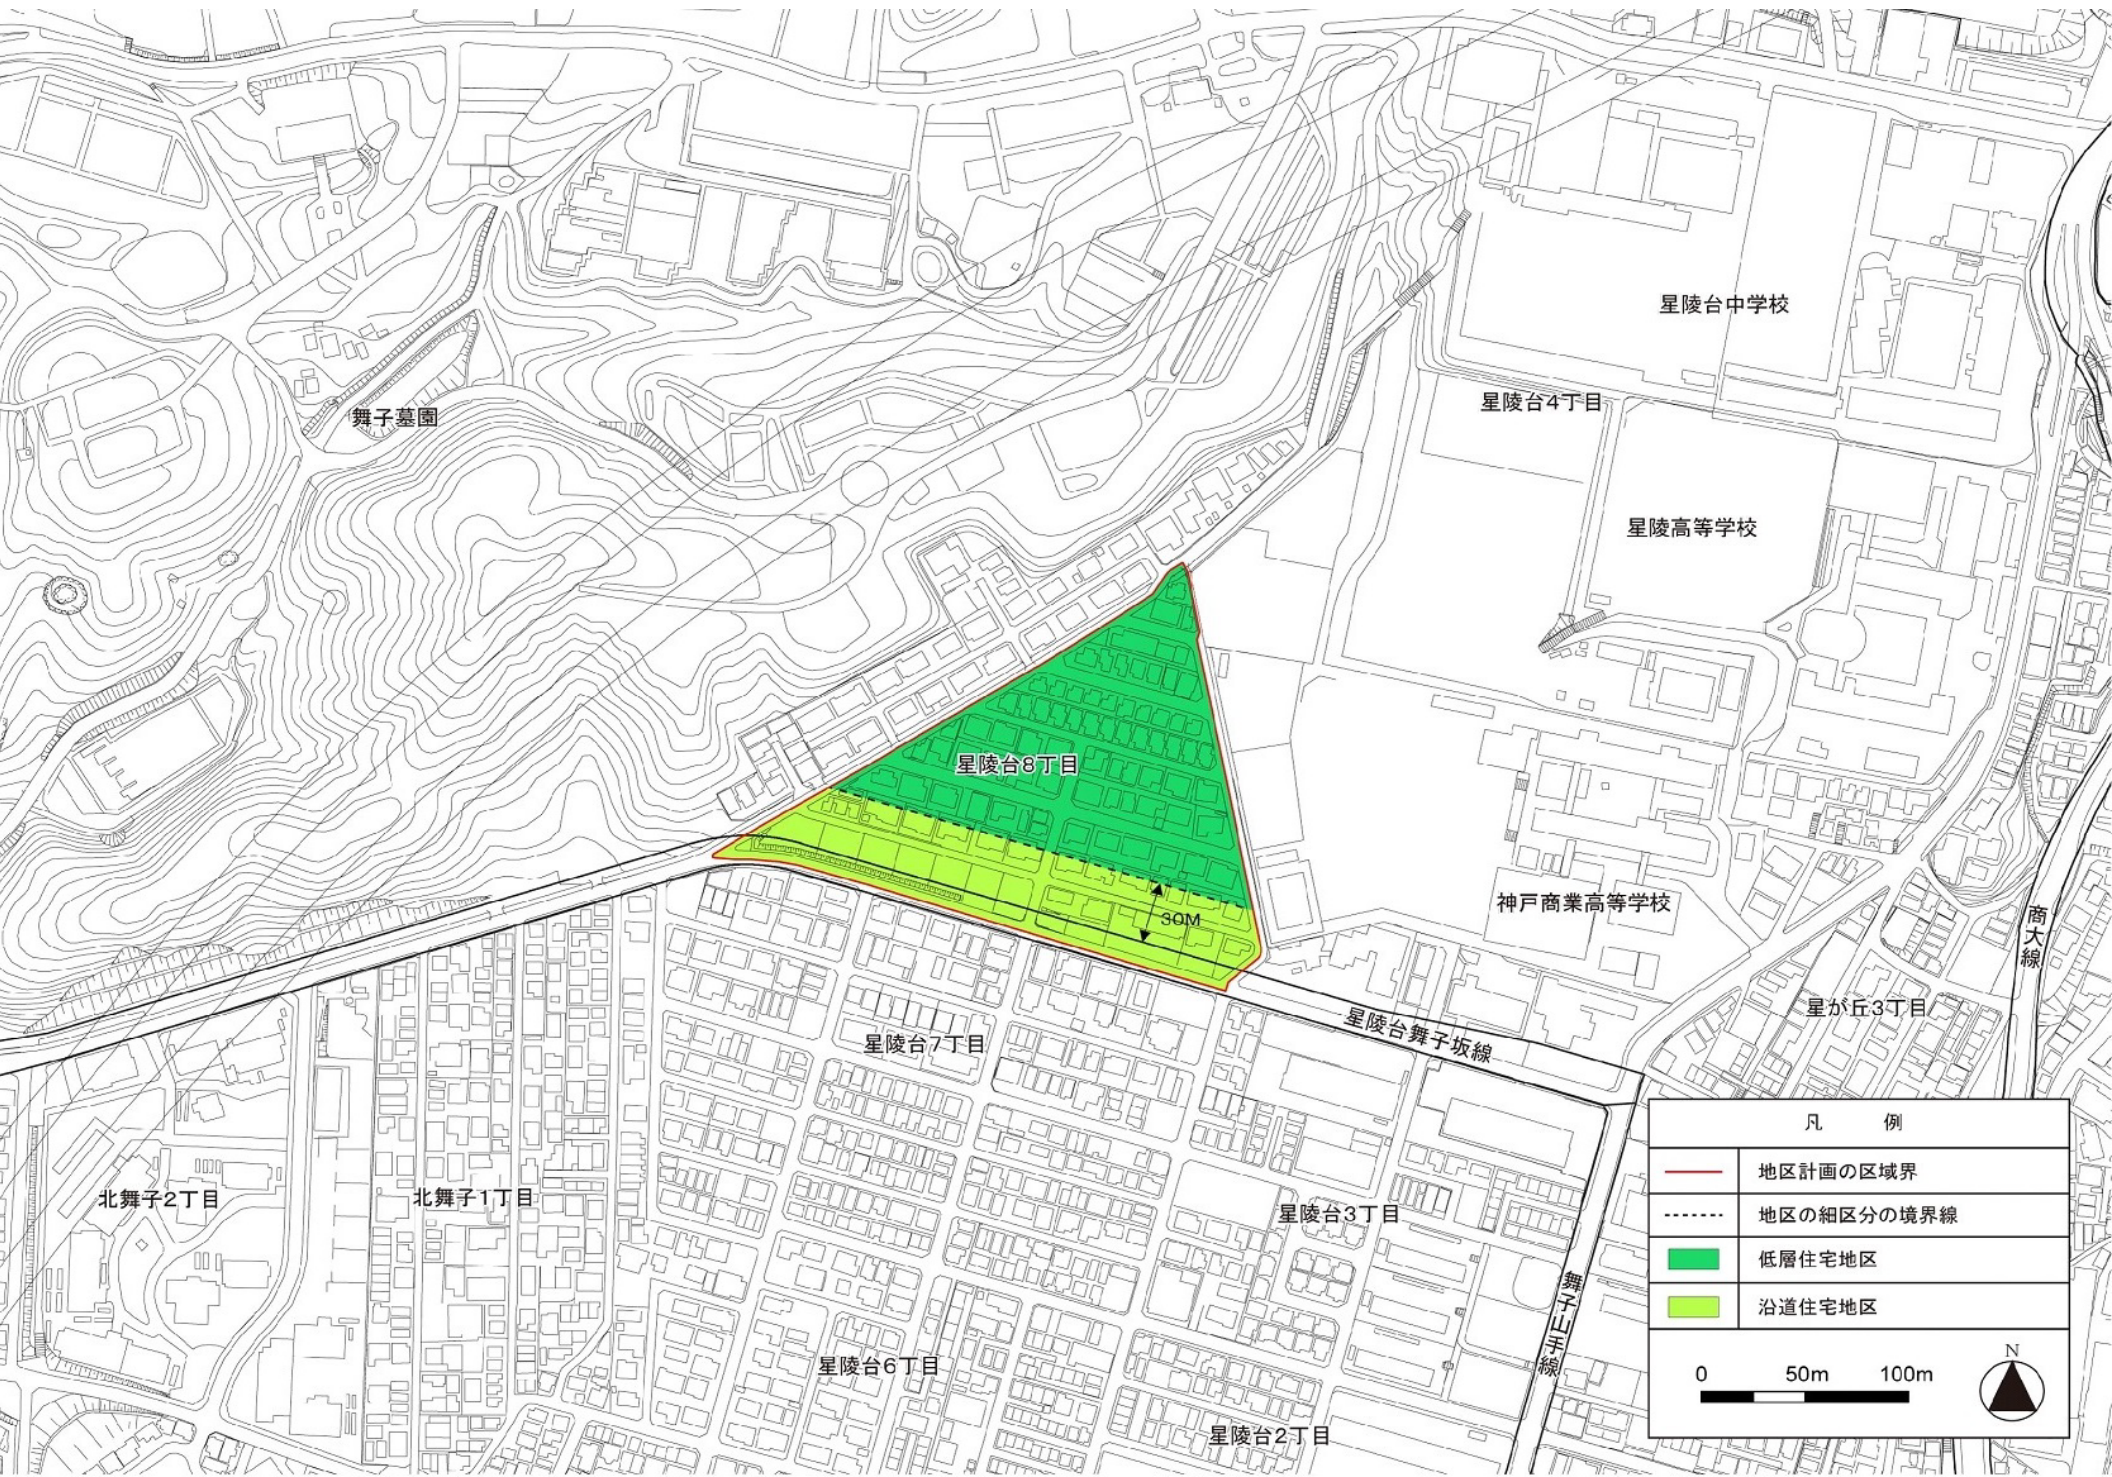 星陵台中学校
星陵台4丁目
舞子墓園
星陵高等学校
星陵台8丁目
30M
神戸商業高等学校
商大線
星が丘3丁目
星陵台舞子坂線
星陵台7丁目
北舞子2丁目
北舞子1丁目
星陵台3丁目
舞子山手線
星陵台6丁目
星陵台2丁目
凡 例
地区計画の区域界
地区の細区分の境界線
低層住宅地区
沿道住宅地区
0 50m 100m
N